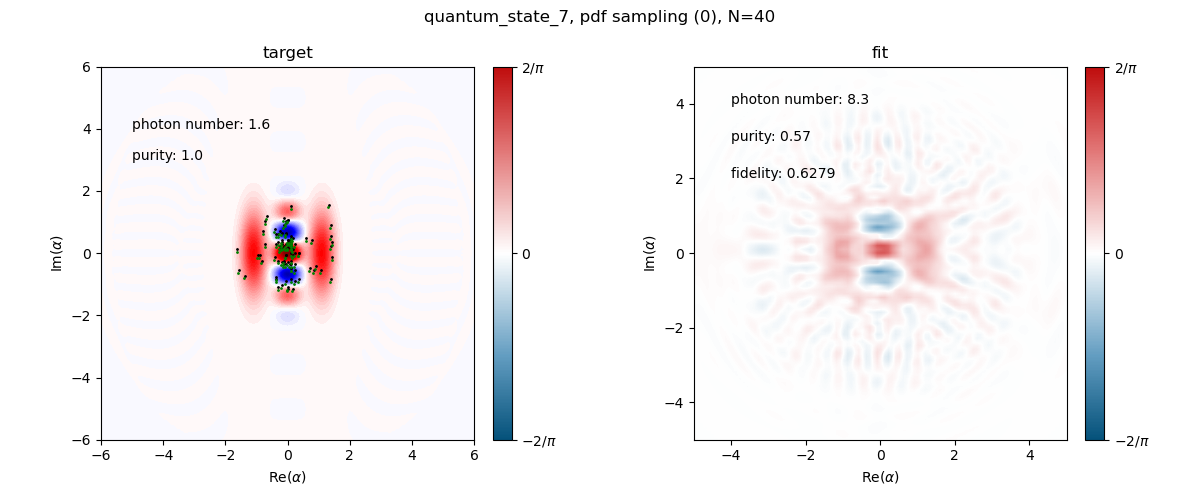 quantum_state_7, pdf sampling (0), N=40
target
photon number: 1.6
purity: 1.0
6
4
2
0
−2
−4
−6
Im(α)
−6 −4 −2 0 2 4 6
Re(α)
2/π
0
−2/π
fit
photon number: 8.3
purity: 0.57
fidelity: 0.6279
4
2
0
−2
−4
Im(α)
−4 −2 0 2 4
Re(α)
2/π
0
−2/π